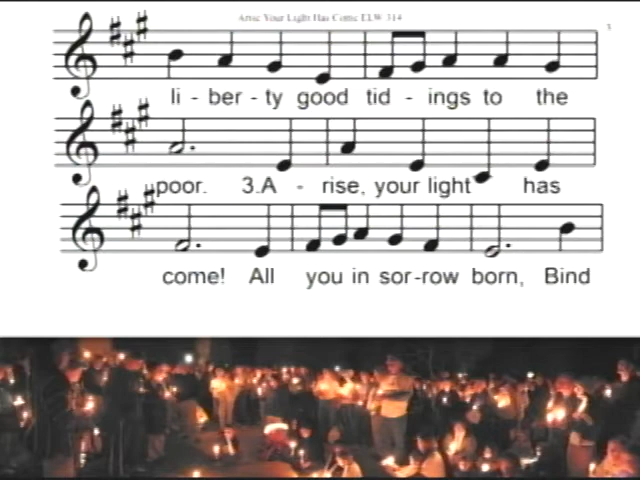 Arise Your Light Has Come ELW 314
li - ber - ty good tid - ings to the
poor. 3.A - rise, your light has
come! All you in sor-row born, Bind